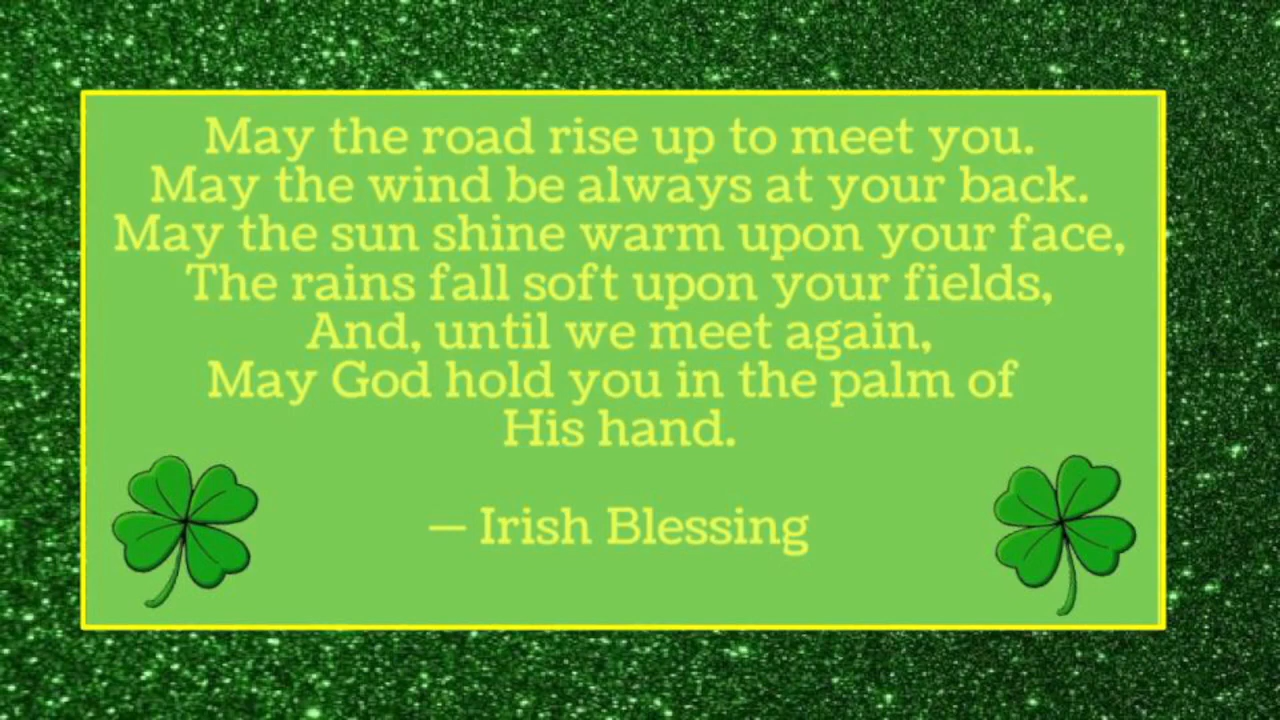 May the road rise up to meet you.
May the wind be always at your back.
May the sun shine warm upon your face,
The rains fall soft upon your fields,
And, until we meet again,
May God hold you in the palm of
His hand.
— Irish Blessing